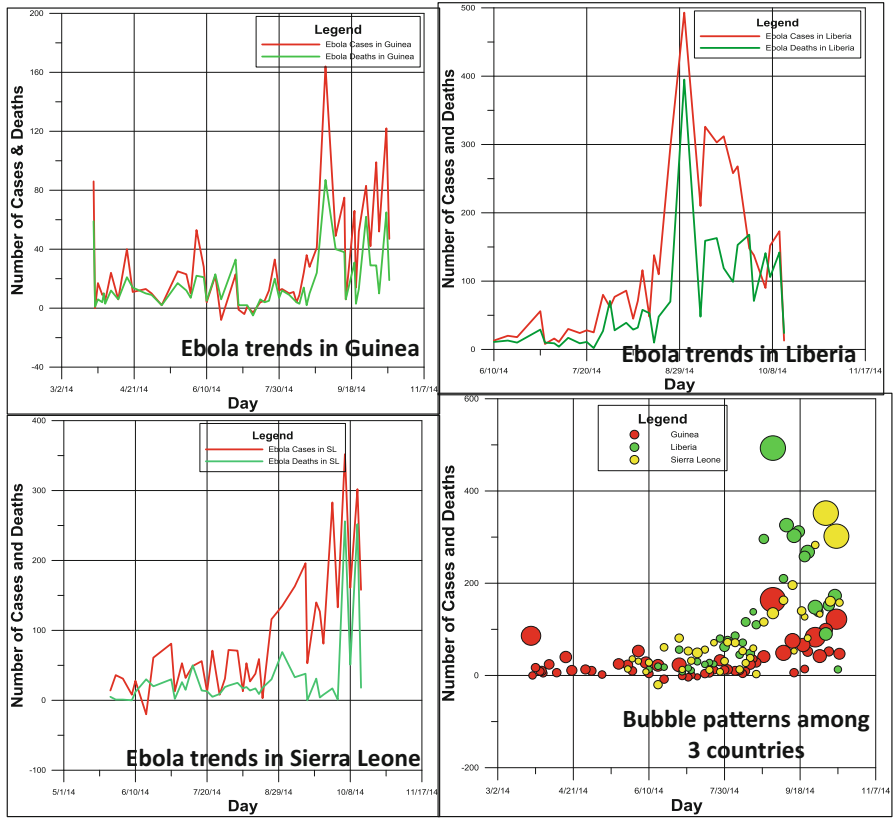 Number of Cases & Deaths
200
160
120
80
40
0
-40
Legend
Ebola Cases in Guinea
Ebola Deaths in Guinea
Ebola trends in Guinea
3/2/14 4/21/14 6/10/14 7/30/14 9/18/14 11/7/14
Day
Number of Cases and Deaths
500
400
300
200
100
0
Legend
Ebola Cases in Liberia
Ebola Deaths in Liberia
Ebola trends in Liberia
6/10/14 7/20/14 8/29/14 10/8/14 11/17/14
Day
Number of Cases and Deaths
400
300
200
100
0
-100
Legend
Ebola Cases in SL
Ebola Deaths in SL
Ebola trends in Sierra Leone
5/1/14 6/10/14 7/20/14 8/29/14 10/8/14 11/17/14
Day
Number of Cases and Deaths
600
400
200
0
-200
Legend
Guinea
Liberia
Sierra Leone
Bubble patterns among
3 countries
3/2/14 4/21/14 6/10/14 7/30/14 9/18/14 11/7/14
Day